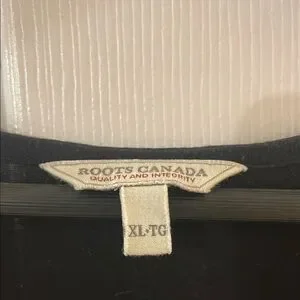 ROOTS CANADA
QUALITY AND INTEGRITY
XL•TG